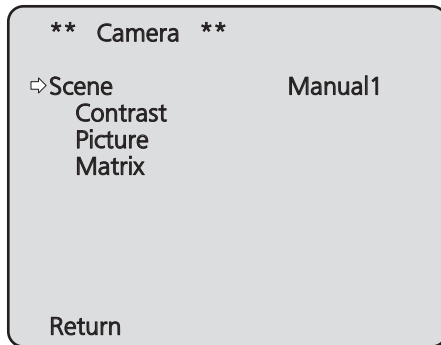 ** Camera **
⇨Scene Manual1
Contrast
Picture
Matrix
Return